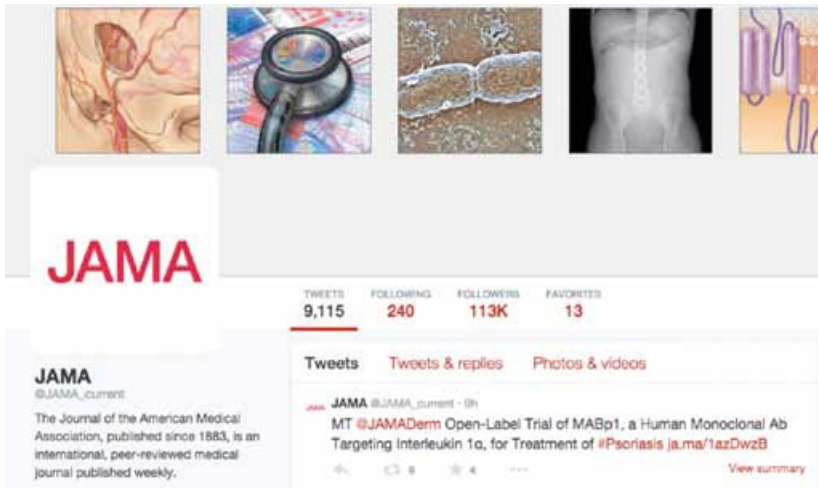 JAMA
TWEETS FOLLOWING FOLLOWERS FAVORITES
9,115 240 113K 13
Tweets Tweets & replies Photos & videos
JAMA
@JAMA_current
The Journal of the American Medical
Association, published since 1883, is an
international, peer-reviewed medical
journal published weekly.
JAMA @JAMA_current · 9h
MT @JAMADerm Open-Label Trial of MABp1, a Human Monoclonal Ab
Targeting Interleukin 1α, for Treatment of #Psoriasis ja.ma/1azDwzB
4
View summary